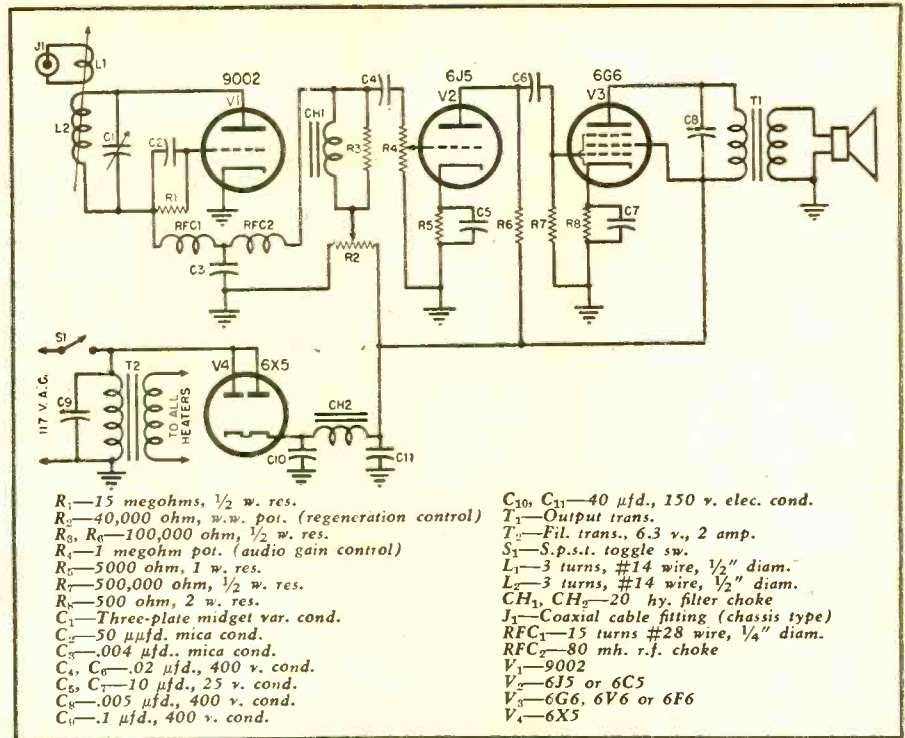 J1
L1
L2
C1
C2
R1
9002
V1
RFC1
RFC2
C3
CH1
R3
R2
C4
R4
6J5
V2
R5
C5
R6
C6
6G6
V3
R7
R8
C7
C8
T1
S1
117 V. A.C.
C9
T2
TO ALL
HEATERS
V4 6X5
CH2
C10
C11
R₁—15 megohms, ½ w. res.
R₂—40,000 ohm, w.w. pot. (regeneration control)
R₃, R₆—100,000 ohm, ½ w. res.
R₄—1 megohm pot. (audio gain control)
R₅—5000 ohm, 1 w. res.
R₇—500,000 ohm, ½ w. res.
R₈—500 ohm, 2 w. res.
C₁—Three-plate midget var. cond.
C₂—50 μμfd. mica cond.
C₃—.004 μfd. mica cond.
C₄, C₆—.02 μfd., 400 v. cond.
C₅, C₇—10 μfd., 25 v. cond.
C₈—.005 μfd., 400 v. cond.
C₉—.1 μfd., 400 v. cond.
C₁₀, C₁₁—40 μfd., 150 v. elec. cond.
T₁—Output trans.
T₂—Fil. trans., 6.3 v., 2 amp.
S₁—S.p.s.t. toggle sw.
L₁—3 turns, #14 wire, ½" diam.
L₂—3 turns, #14 wire, ½" diam.
CH₁, CH₂—20 hy. filter choke
J₁—Coaxial cable fitting (chassis type)
RFC₁—15 turns #28 wire, ¼" diam.
RFC₂—80 mh. r.f. choke
V₁—9002
V₂—6J5 or 6C5
V₃—6G6, 6V6 or 6F6
V₄—6X5